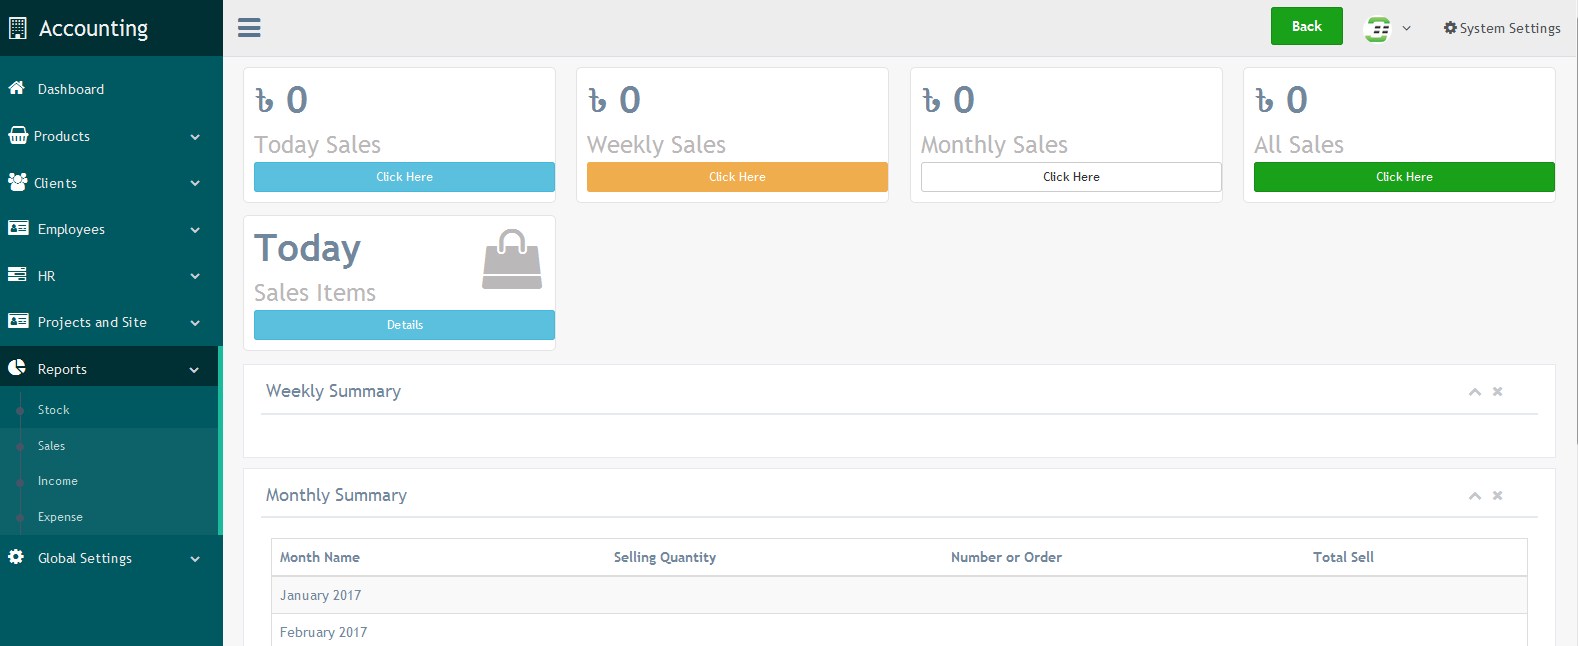 Accounting
Back
System Settings
Dashboard
Products
Clients
Employees
HR
Projects and Site
Reports
Stock
Sales
Income
Expense
Global Settings
৳ 0
Today Sales
Click Here
৳ 0
Weekly Sales
Click Here
৳ 0
Monthly Sales
Click Here
৳ 0
All Sales
Click Here
Today
Sales Items
Details
Weekly Summary
Monthly Summary
Month Name Selling Quantity Number or Order Total Sell
January 2017
February 2017